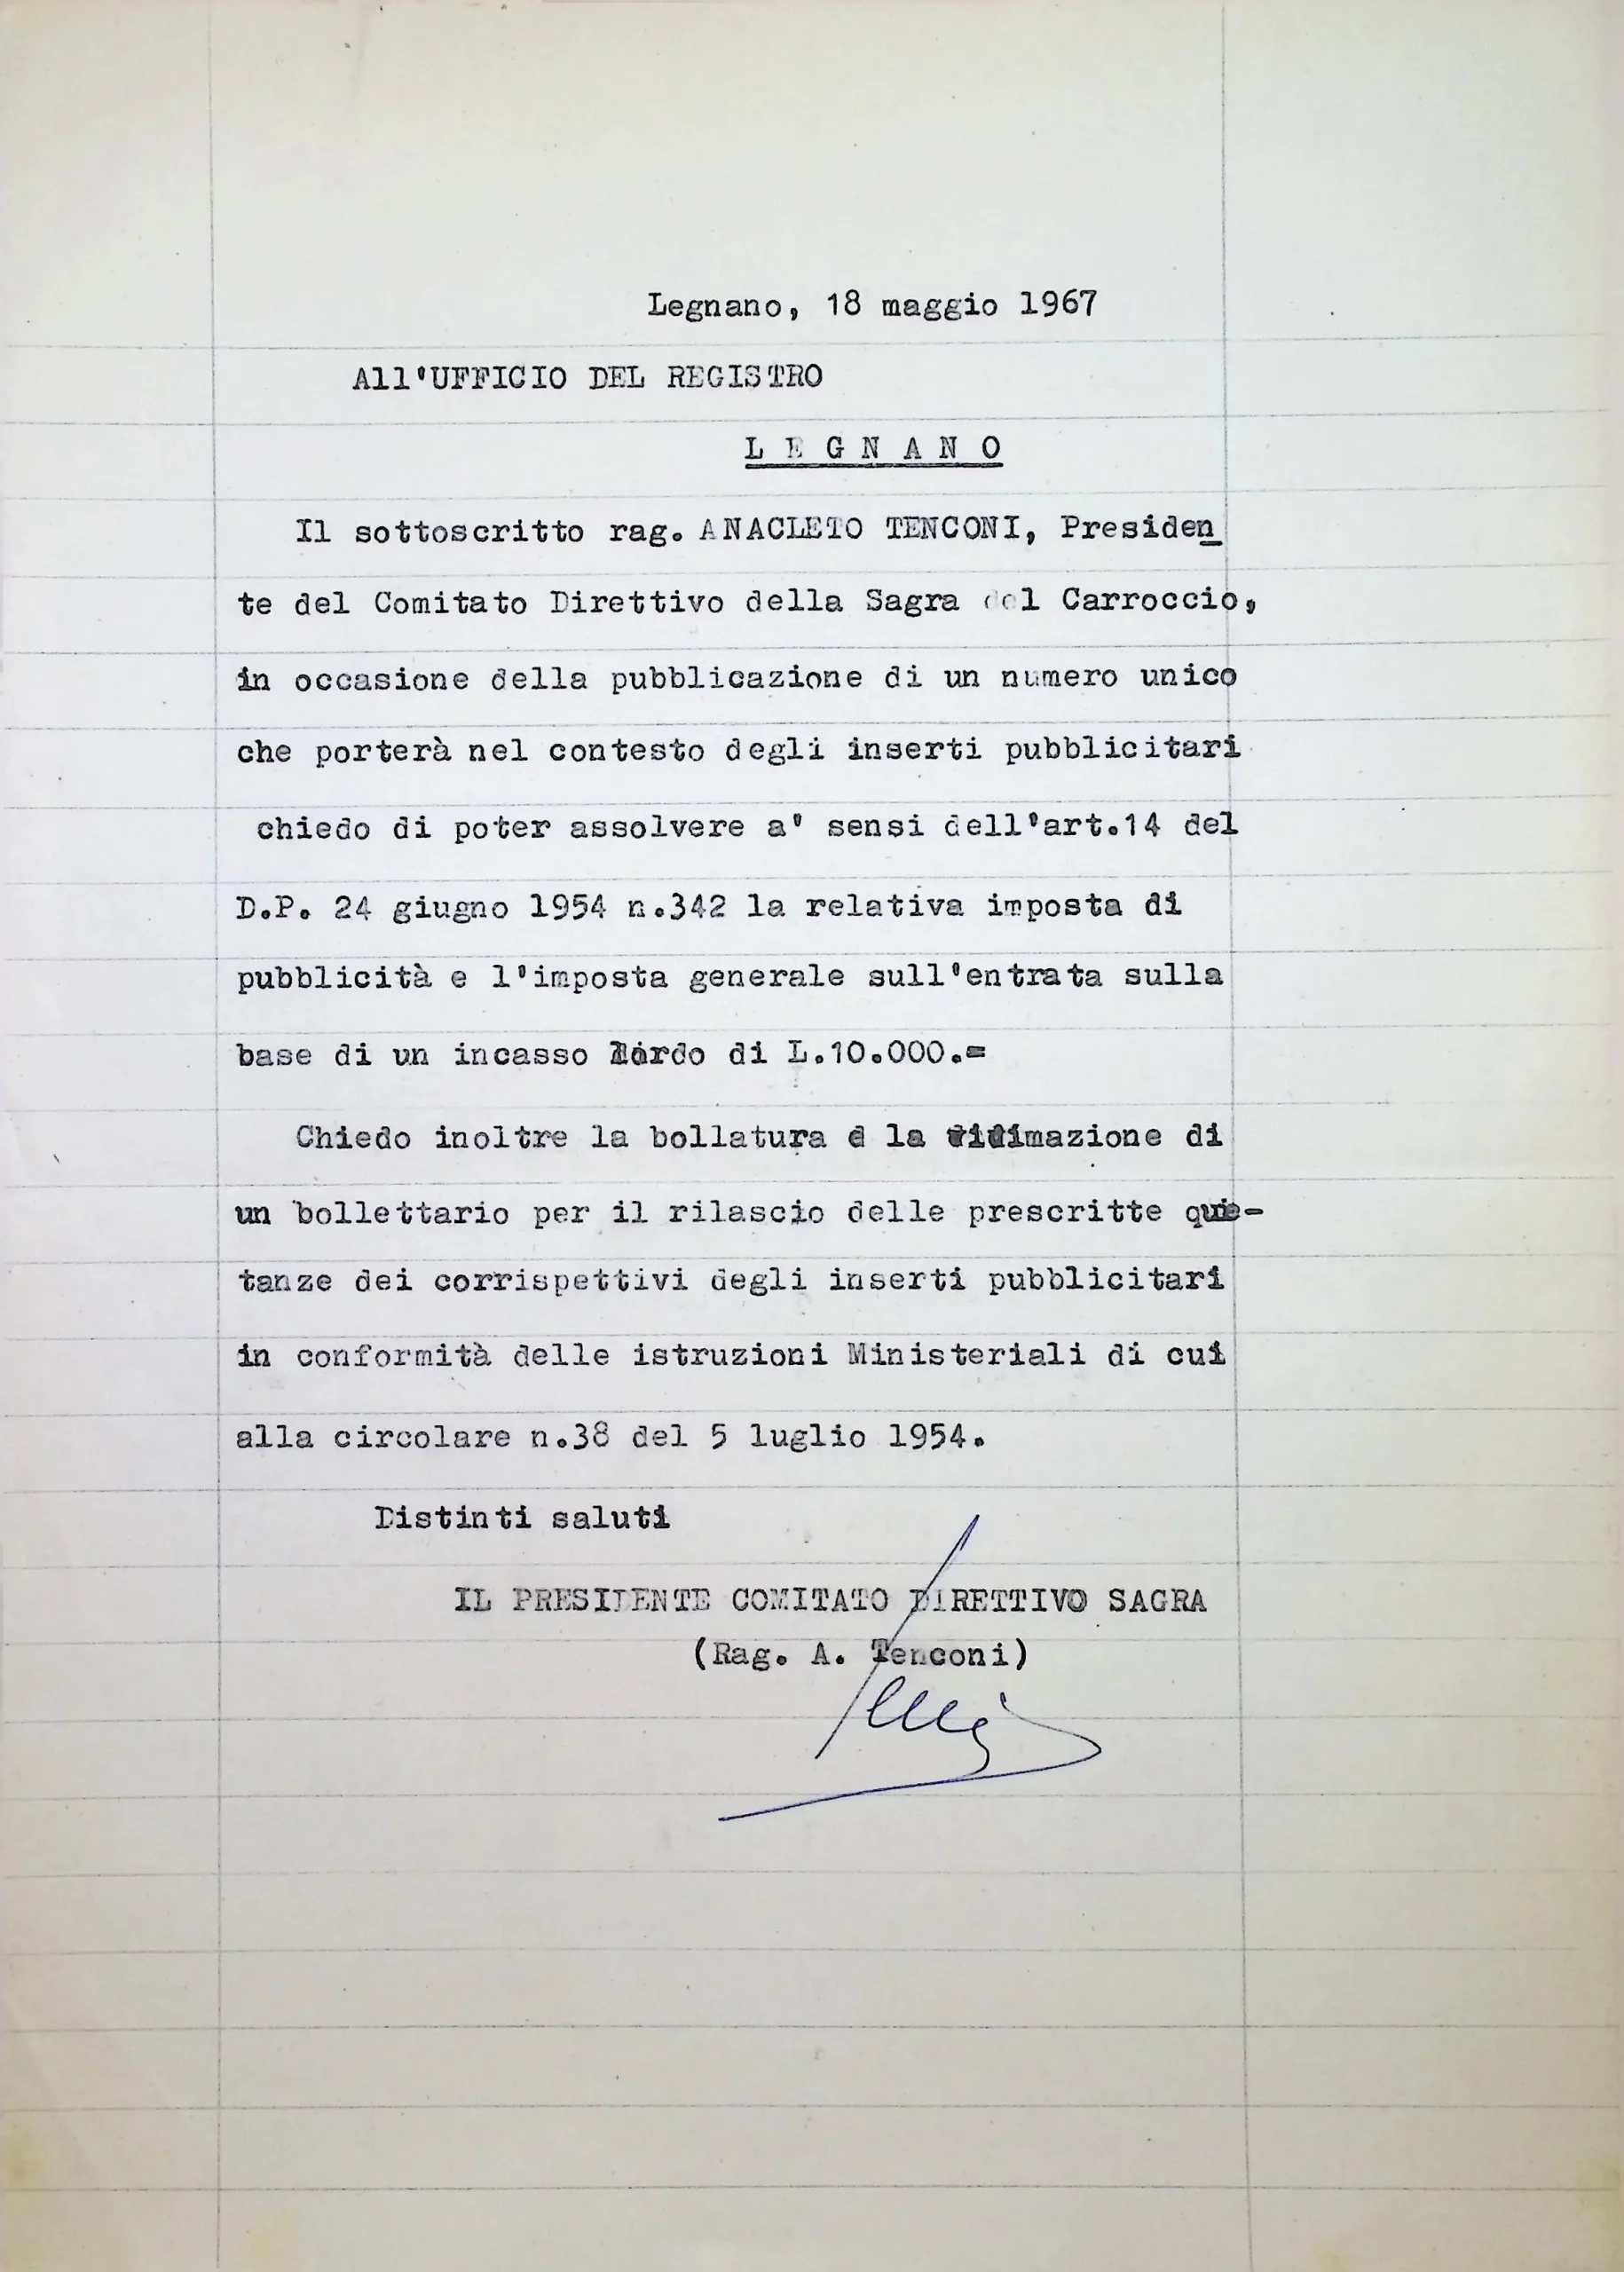 Legnano, 18 maggio 1967
All'UFFICIO DEL REGISTRO
L E G N A N O
Il sottoscritto rag. ANACLETO TENCONI, Presiden
te del Comitato Direttivo della Sagra del Carroccio,
in occasione della pubblicazione di un numero unico
che porterà nel contesto degli inserti pubblicitari
chiedo di poter assolvere a' sensi dell'art.14 del
D.P. 24 giugno 1954 n.342 la relativa imposta di
pubblicità e l'imposta generale sull'entrata sulla
base di un incasso lordo di L.10.000.=
Chiedo inoltre la bollatura e la vidimazione di
un bollettario per il rilascio delle prescritte quie-
tanze dei corrispettivi degli inserti pubblicitari
in conformità delle istruzioni Ministeriali di cui
alla circolare n.38 del 5 luglio 1954.
Distinti saluti
IL PRESIDENTE COMITATO DIRETTIVO SAGRA
(Rag. A. Tenconi)